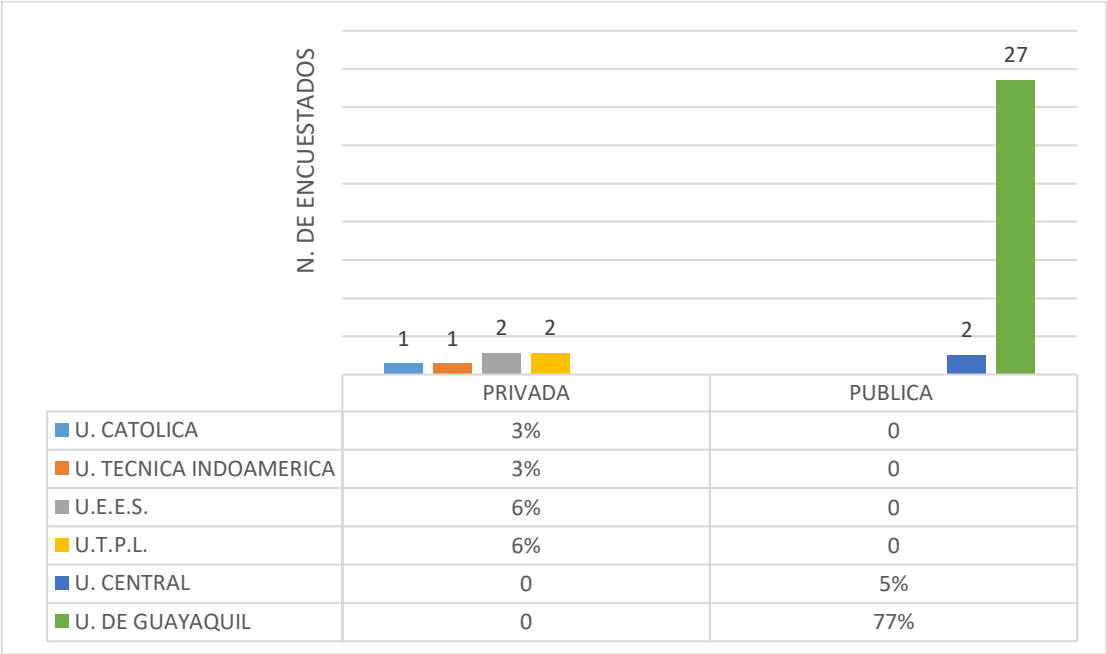 N. DE ENCUESTADOS
27
1 1 2 2 2
PRIVADA PUBLICA
U. CATOLICA 3% 0
U. TECNICA INDOAMERICA 3% 0
U.E.E.S. 6% 0
U.T.P.L. 6% 0
U. CENTRAL 0 5%
U. DE GUAYAQUIL 0 77%